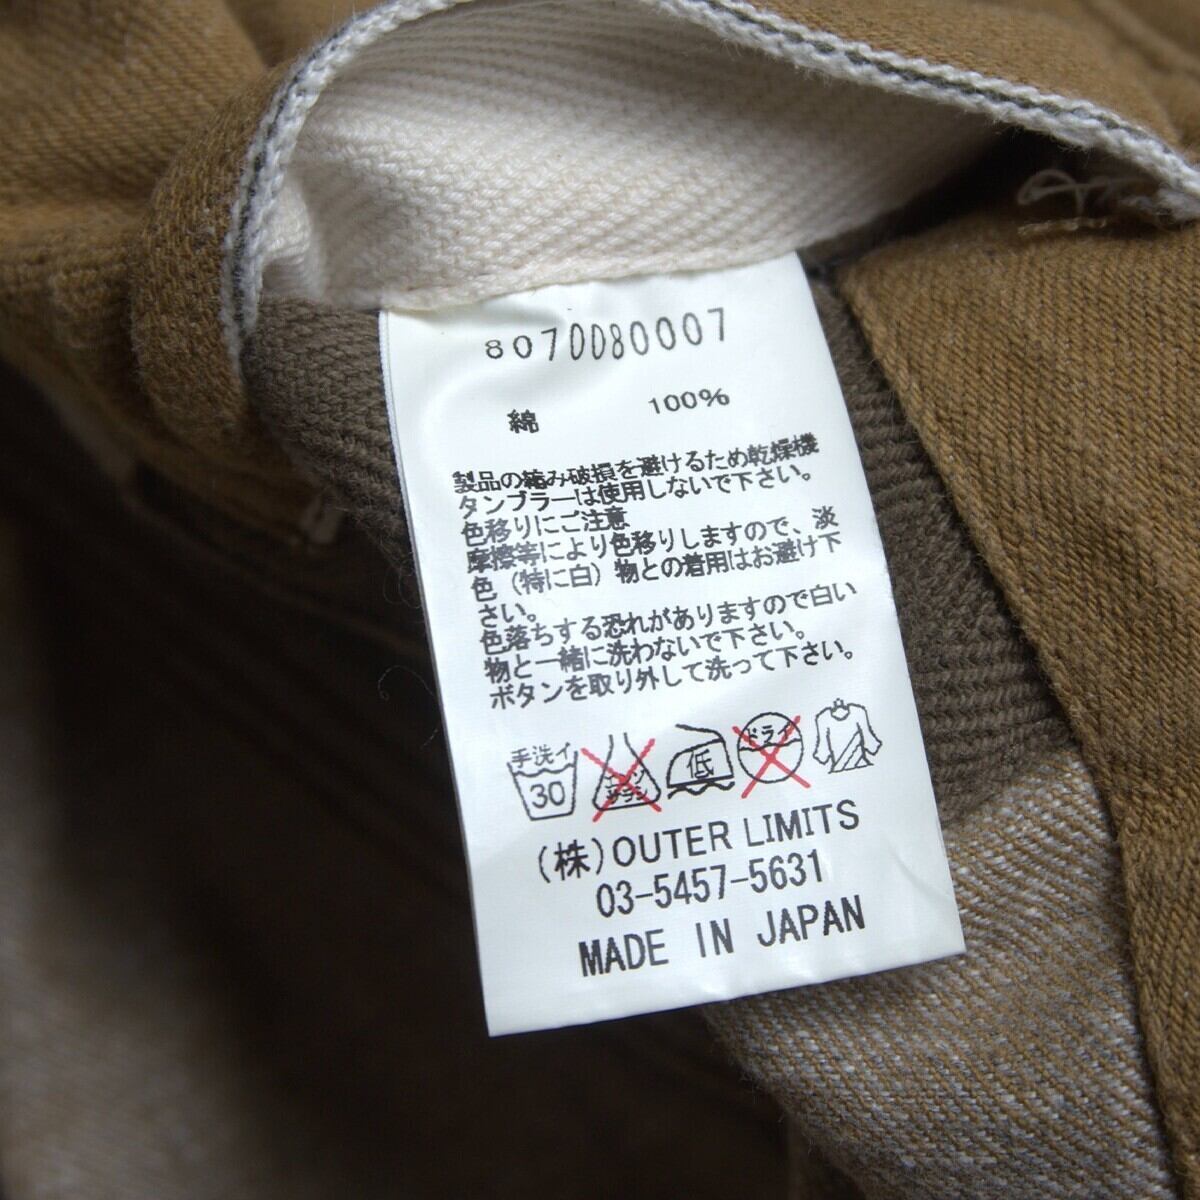 8070080007
綿 100%
製品の縮み破損を避けるため乾燥機
タンブラーは使用しないで下さい。
色移りにご注意
摩擦等により色移りしますので、淡
色（特に白）物との着用はお避け下
さい。
色落ちする恐れがありますので白い
物と一緒に洗わないで下さい。
ボタンを取り外して洗って下さい。
手洗イ 30 エンソ サラシ 低 ドライ
(株)OUTER LIMITS
03-5457-5631
MADE IN JAPAN